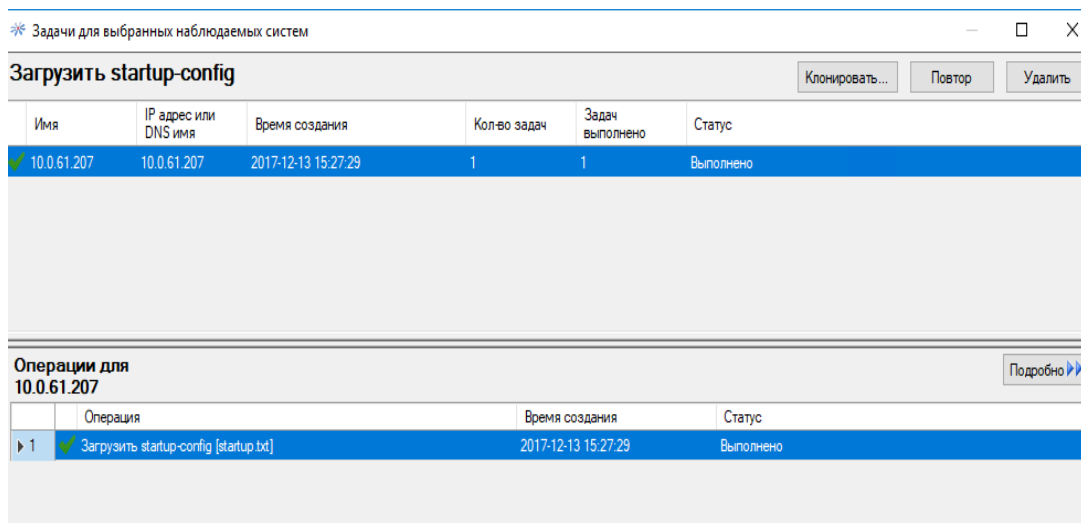 Задачи для выбранных наблюдаемых систем
Загрузить startup-config
Клонировать... Повтор Удалить
Имя IP адрес или DNS имя Время создания Кол-во задач Задач выполнено Статус
10.0.61.207 10.0.61.207 2017-12-13 15:27:29 1 1 Выполнено
Операции для
10.0.61.207
Подробно
Операция Время создания Статус
1 Загрузить startup-config [startup.txt] 2017-12-13 15:27:29 Выполнено